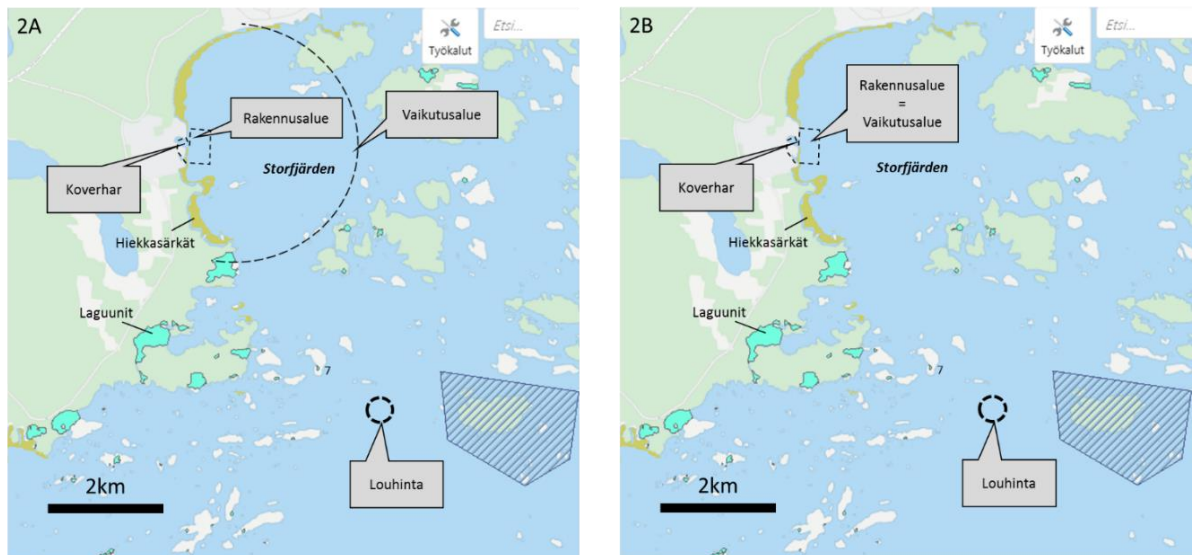 2A
Työkalut
Etsi...
Rakennusalue
Vaikutusalue
Koverhar
Storfjärden
Hiekkasärkät
Laguunit
7
Louhinta
2km
2B
Työkalut
Etsi...
Rakennusalue
=
Vaikutusalue
Koverhar
Storfjärden
Hiekkasärkät
Laguunit
7
Louhinta
2km